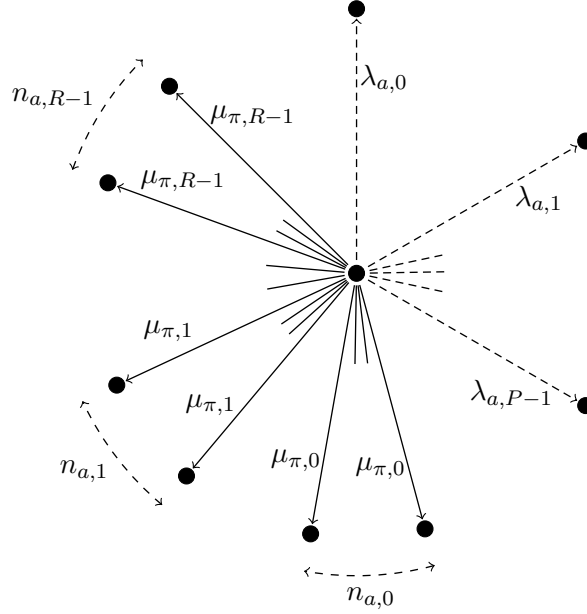 λ_{a,0}
n_{a,R−1}
μ_{π,R−1}
μ_{π,R−1}
λ_{a,1}
μ_{π,1}
λ_{a,P−1}
μ_{π,1}
n_{a,1}
μ_{π,0}
μ_{π,0}
n_{a,0}